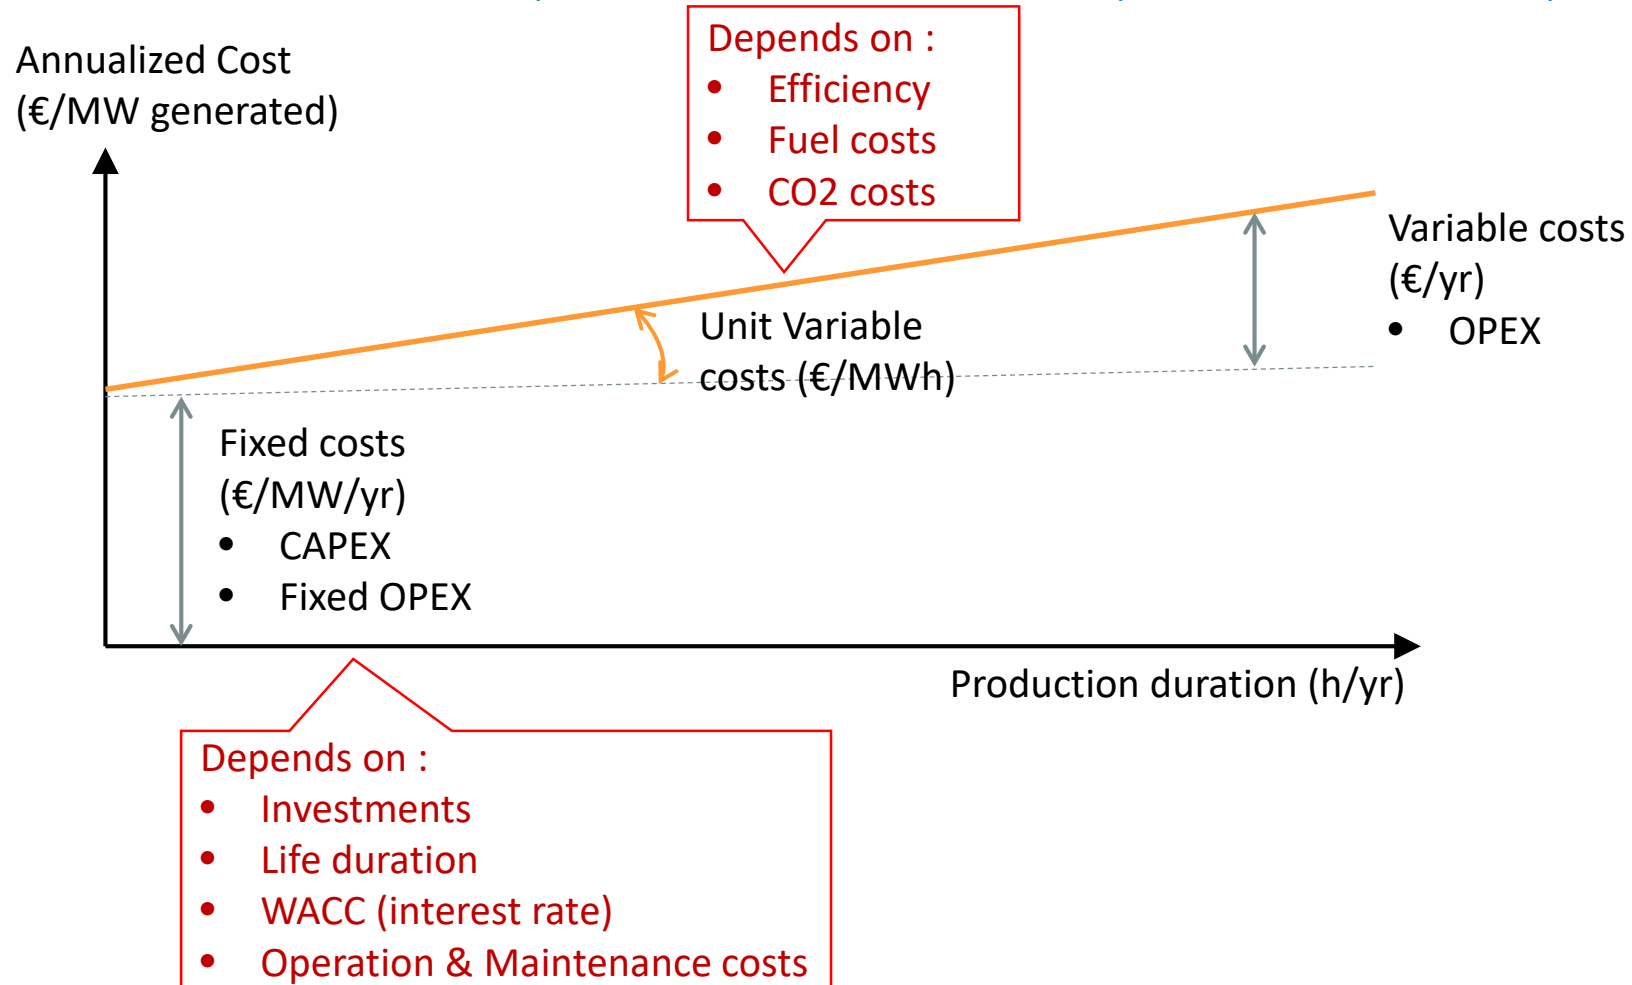 Annualized Cost
(€/MW generated)
Depends on :
• Efficiency
• Fuel costs
• CO2 costs
Variable costs
(€/yr)
• OPEX
Unit Variable
costs (€/MWh)
Fixed costs
(€/MW/yr)
• CAPEX
• Fixed OPEX
Production duration (h/yr)
Depends on :
• Investments
• Life duration
• WACC (interest rate)
• Operation & Maintenance costs